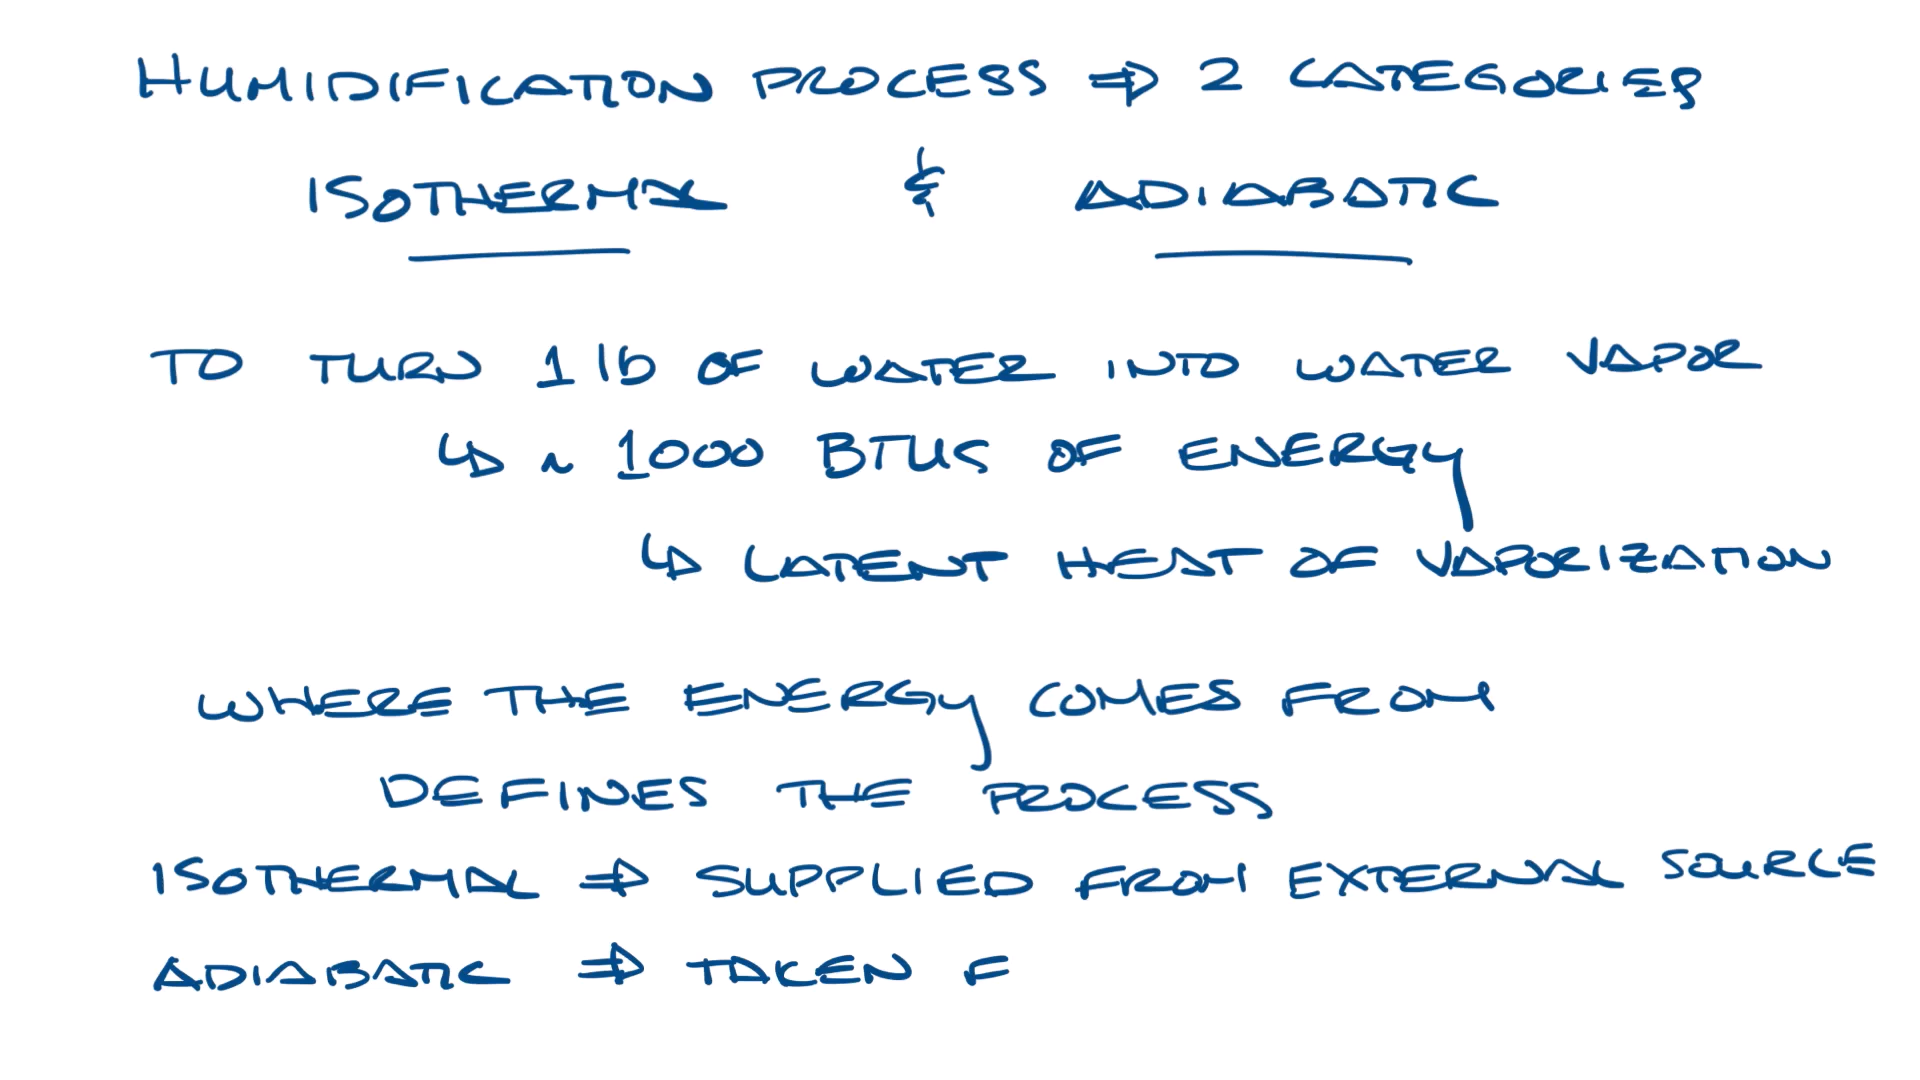 HUMIDIFICATION PROCESS ⇒ 2 CATEGORIES
ISOTHERMAL & ADIABATIC
TO TURN 1 lb OF WATER INTO WATER VAPOR
↳ ~ 1000 BTUS OF ENERGY
↳ LATENT HEAT OF VAPORIZATION
WHERE THE ENERGY COMES FROM
DEFINES THE PROCESS
ISOTHERMAL ⇒ SUPPLIED FROM EXTERNAL SOURCE
ADIABATIC ⇒ TAKEN F